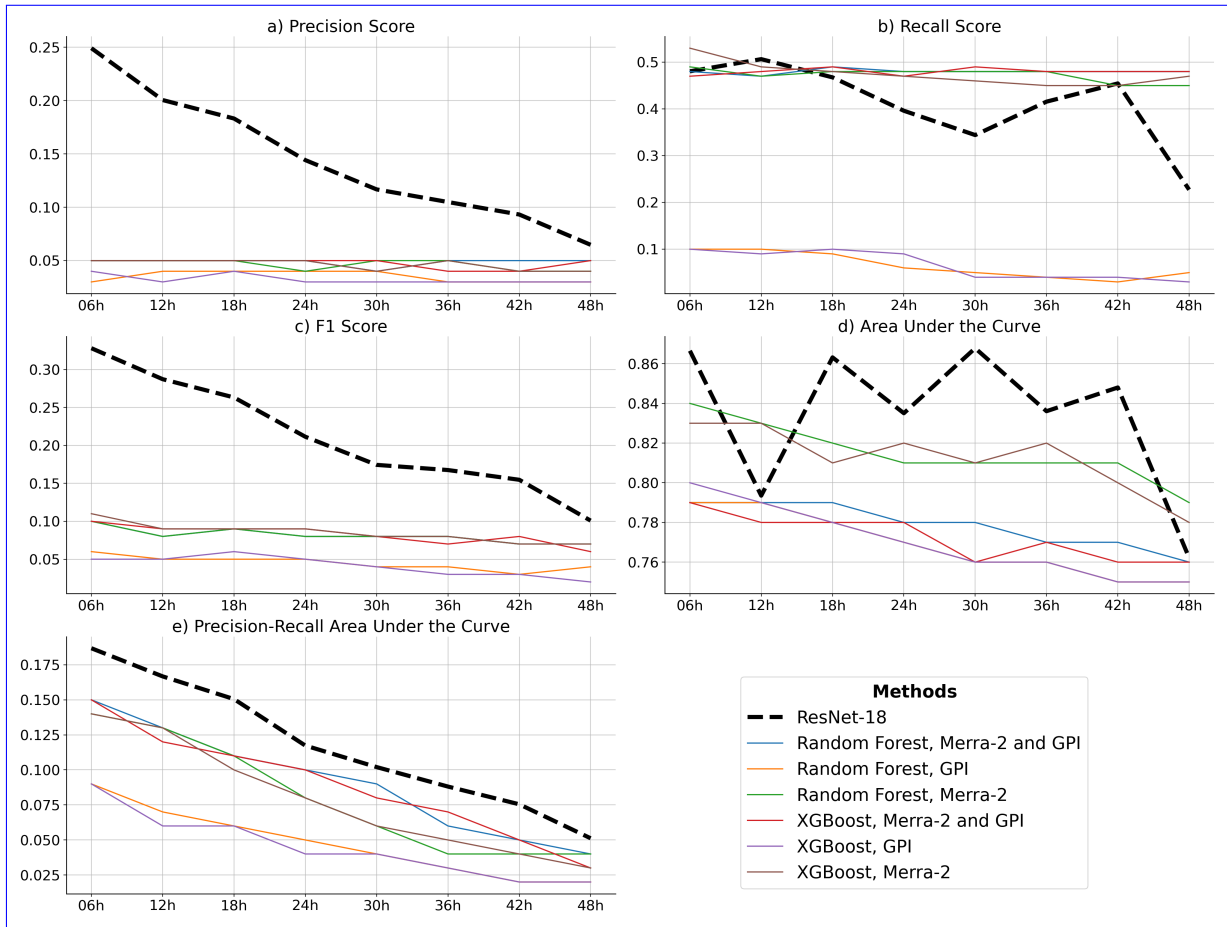 a) Precision Score
0.25
0.20
0.15
0.10
0.05
06h 12h 18h 24h 30h 36h 42h 48h
b) Recall Score
0.5
0.4
0.3
0.2
0.1
06h 12h 18h 24h 30h 36h 42h 48h
c) F1 Score
0.30
0.25
0.20
0.15
0.10
0.05
06h 12h 18h 24h 30h 36h 42h 48h
d) Area Under the Curve
0.86
0.84
0.82
0.80
0.78
0.76
06h 12h 18h 24h 30h 36h 42h 48h
e) Precision-Recall Area Under the Curve
0.175
0.150
0.125
0.100
0.075
0.050
0.025
06h 12h 18h 24h 30h 36h 42h 48h
Methods
ResNet-18
Random Forest, Merra-2 and GPI
Random Forest, GPI
Random Forest, Merra-2
XGBoost, Merra-2 and GPI
XGBoost, GPI
XGBoost, Merra-2